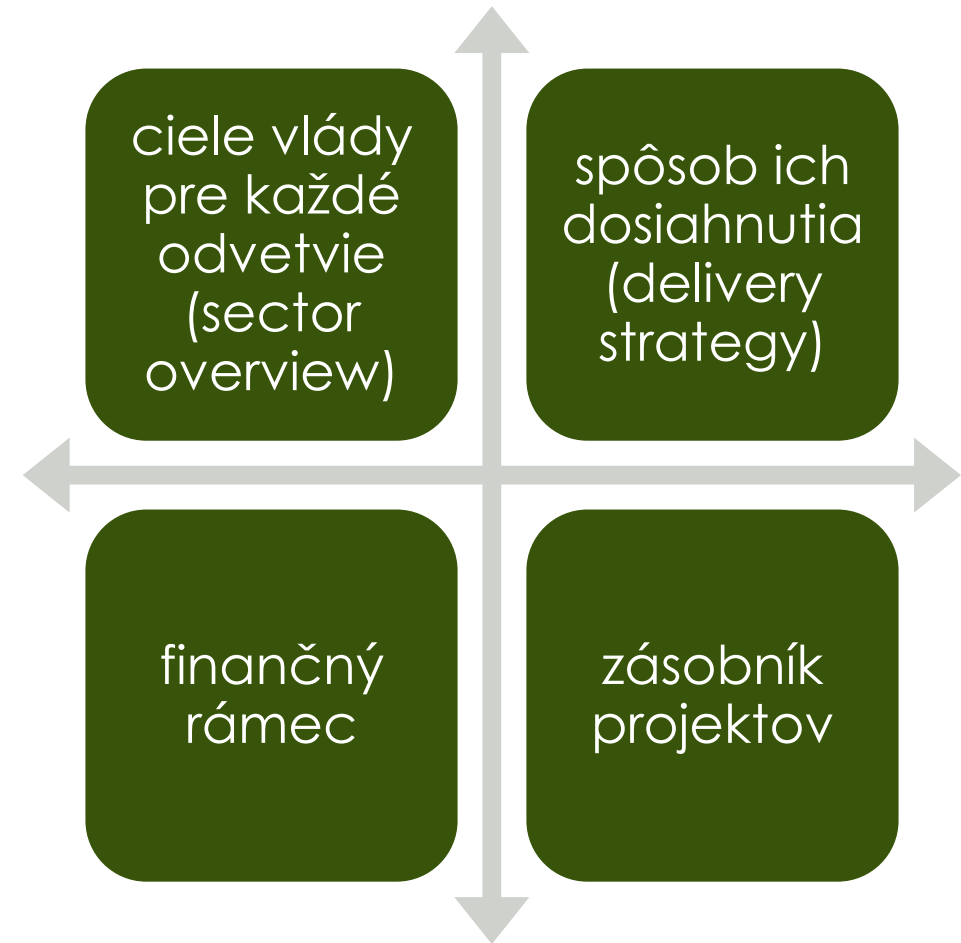 ciele vlády
pre každé
odvetvie
(sector
overview)
spôsob ich
dosiahnutia
(delivery
strategy)
finančný
rámec
zásobník
projektov